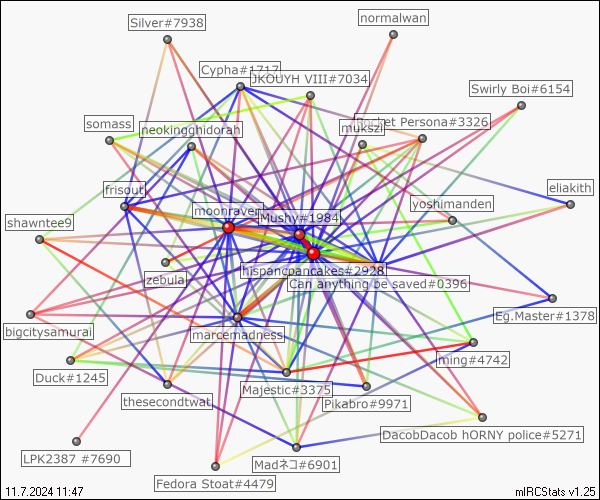 Silver#7938
normalwan
Cypha#1717
JKOUYH VIII#7034
Swirly Boi#6154
somass
neokingghidorah
mukszi
Rocket Persona#3326
frisout
eliakith
moonraven
Mushy#1984
yoshimanden
shawntee9
zebula
hispancpancakes#2928
Can anything be saved#0396
bigcitysamurai
marcemadness
Eg.Master#1378
ming#4742
Duck#1245
Majestic#3375
thesecondtwat
Pikabro#9971
DacobDacob hORNY police#5271
LPK2387 #7690
Madネコ#6901
Fedora Stoat#4479
11.7.2024 11:47
mIRCStats v1.25